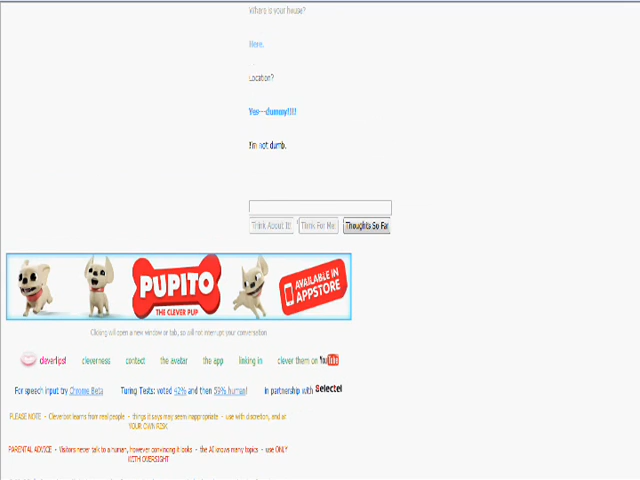 Where is your house?
Here.
Location?
Yes---dummy!!!!!
I'm not dumb.
Think About It! Think For Me! Thoughts So Far
PUPITO
THE CLEVER PUP
AVAILABLE IN
APPSTORE
Clicking will open a new window or tab, so will not interrupt your conversation
cleverlips! cleverness contact the avatar the app linking in clever them on YouTube
For speech input try Chrome Beta Turing Tests: voted 42% and then 59% human! in partnership with Selectel
PLEASE NOTE - Cleverbot learns from real people - things it says may seem inappropriate - use with discretion, and at
YOUR OWN RISK
PARENTAL ADVICE - Visitors never talk to a human, however convincing it looks - the AI knows many topics - use ONLY
WITH OVERSIGHT